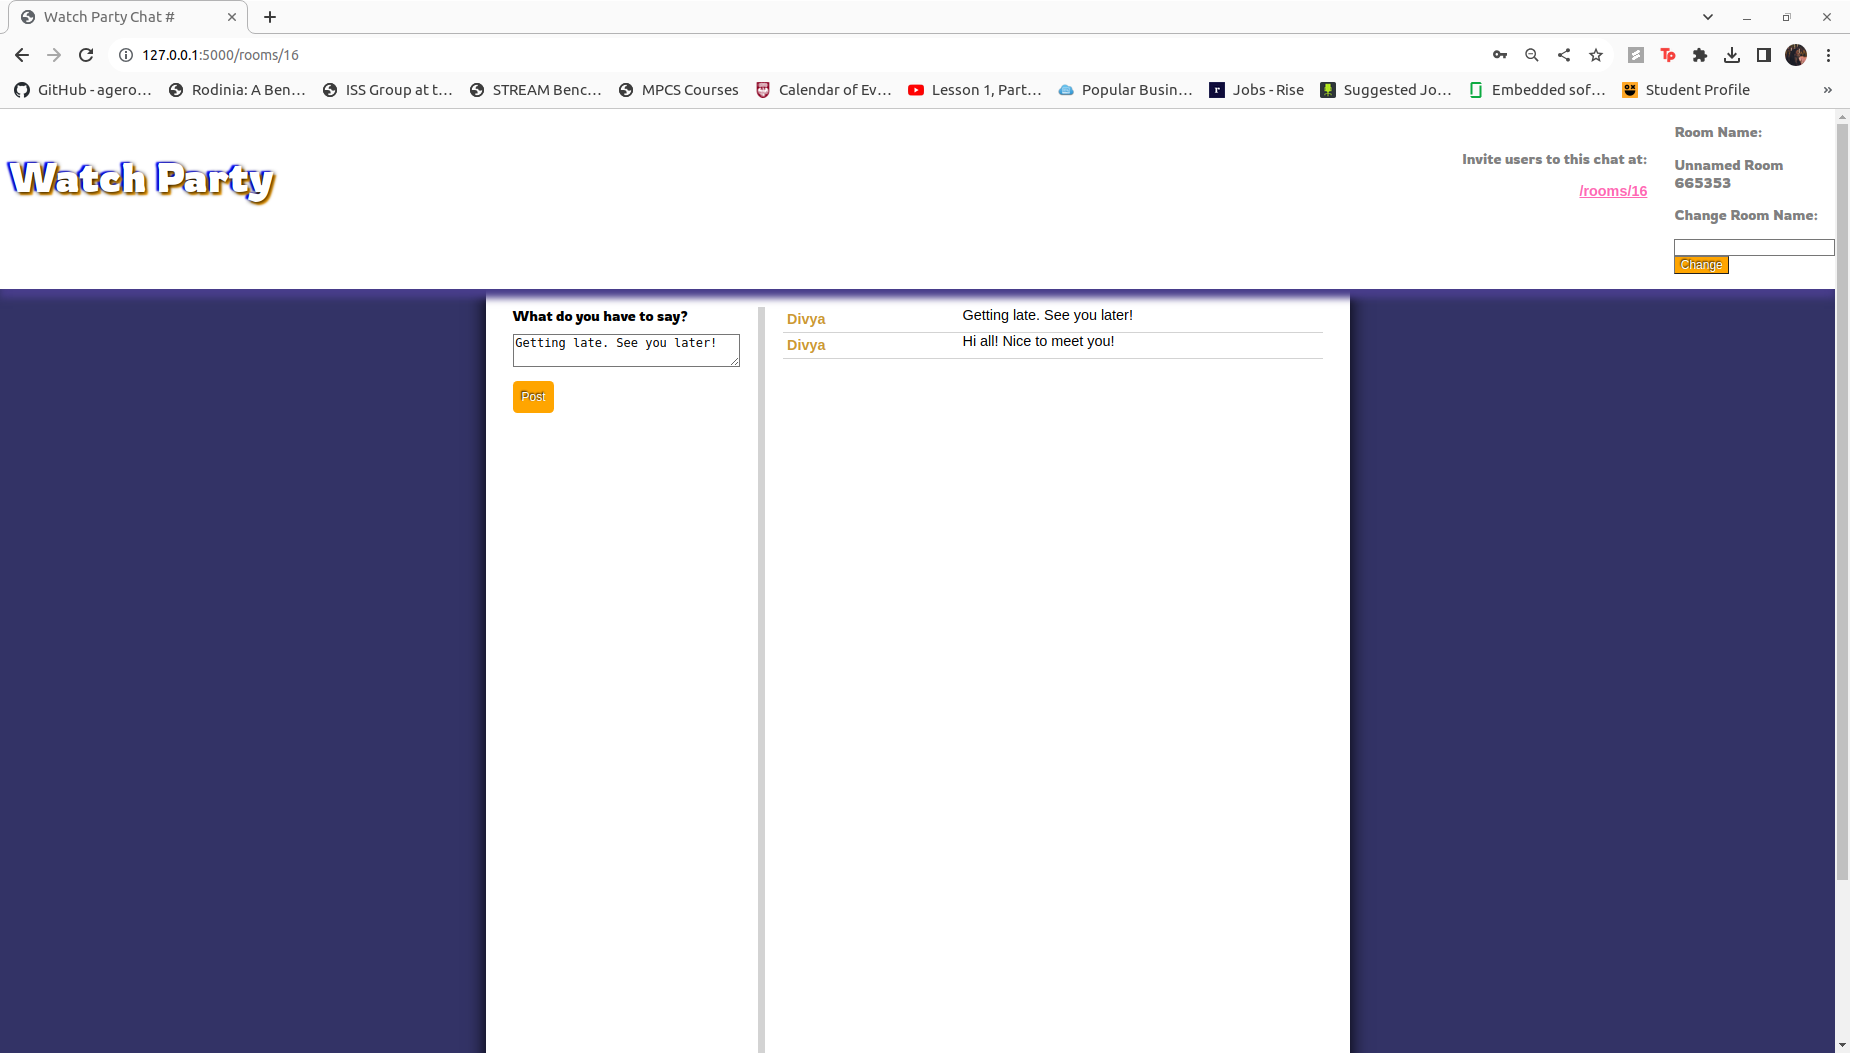 Watch Party Chat #
127.0.0.1:5000/rooms/16
GitHub - agero… Rodinia: A Ben… ISS Group at t… STREAM Benc… MPCS Courses Calendar of Ev… Lesson 1, Part… Popular Busin… Jobs - Rise Suggested Jo… Embedded sof… Student Profile »
Watch Party
Invite users to this chat at:
/rooms/16
Room Name:
Unnamed Room
665353
Change Room Name:
Change
What do you have to say?
Getting late. See you later!
Post
Divya Getting late. See you later!
Divya Hi all! Nice to meet you!